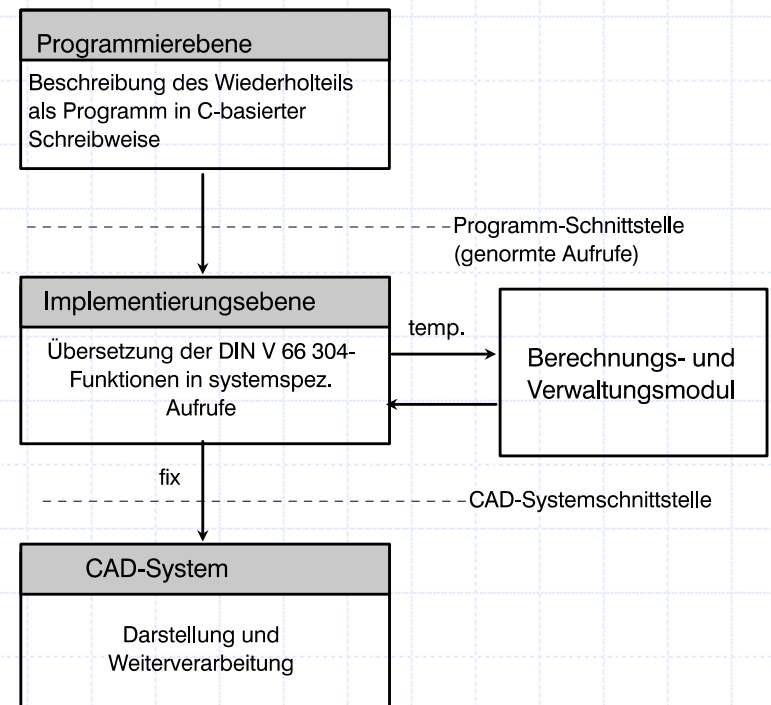 Programmierebene
Beschreibung des Wiederholteils
als Programm in C-basierter
Schreibweise
Programm-Schnittstelle
(genormte Aufrufe)
Implementierungsebene
Übersetzung der DIN V 66 304-
Funktionen in systemspez.
Aufrufe
temp.
Berechnungs- und
Verwaltungsmodul
fix
CAD-Systemschnittstelle
CAD-System
Darstellung und
Weiterverarbeitung